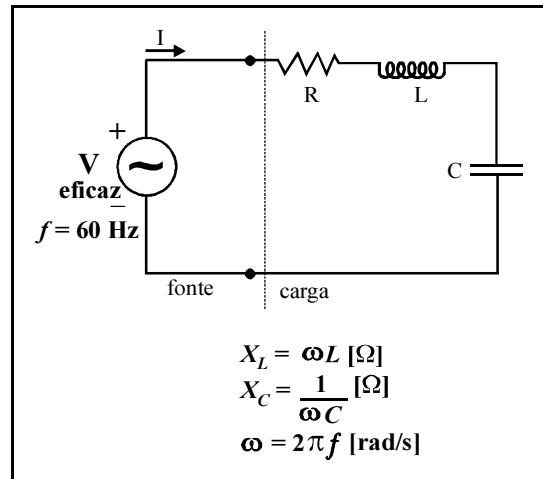 I
R
L
+
V
eficaz
−
f = 60 Hz
C
fonte
carga
X_L = ωL [Ω]
X_C = 1/ωC [Ω]
ω = 2πf [rad/s]